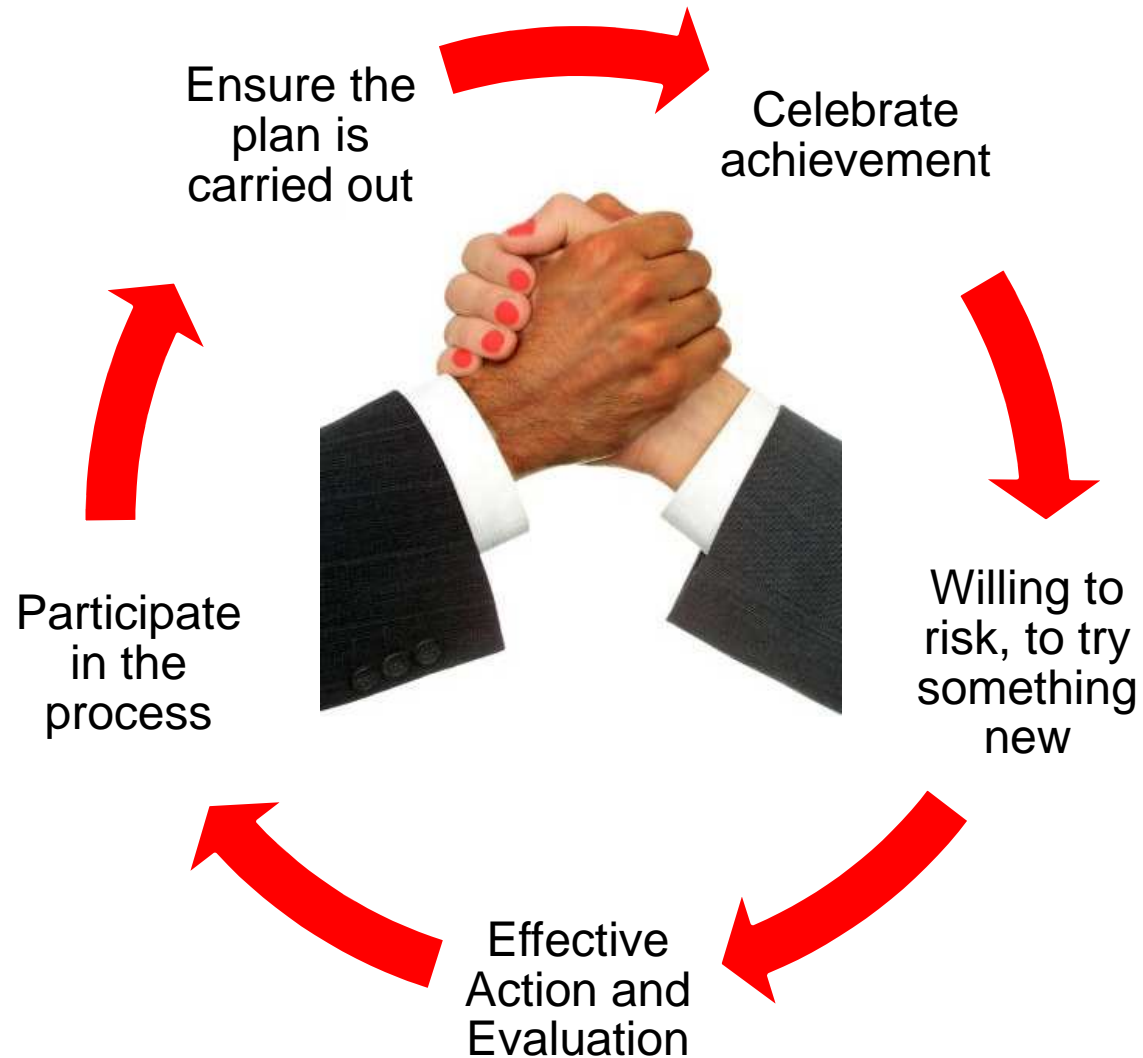 Ensure the
plan is
carried out
Celebrate
achievement
Willing to
risk, to try
something
new
Effective
Action and
Evaluation
Participate
in the
process